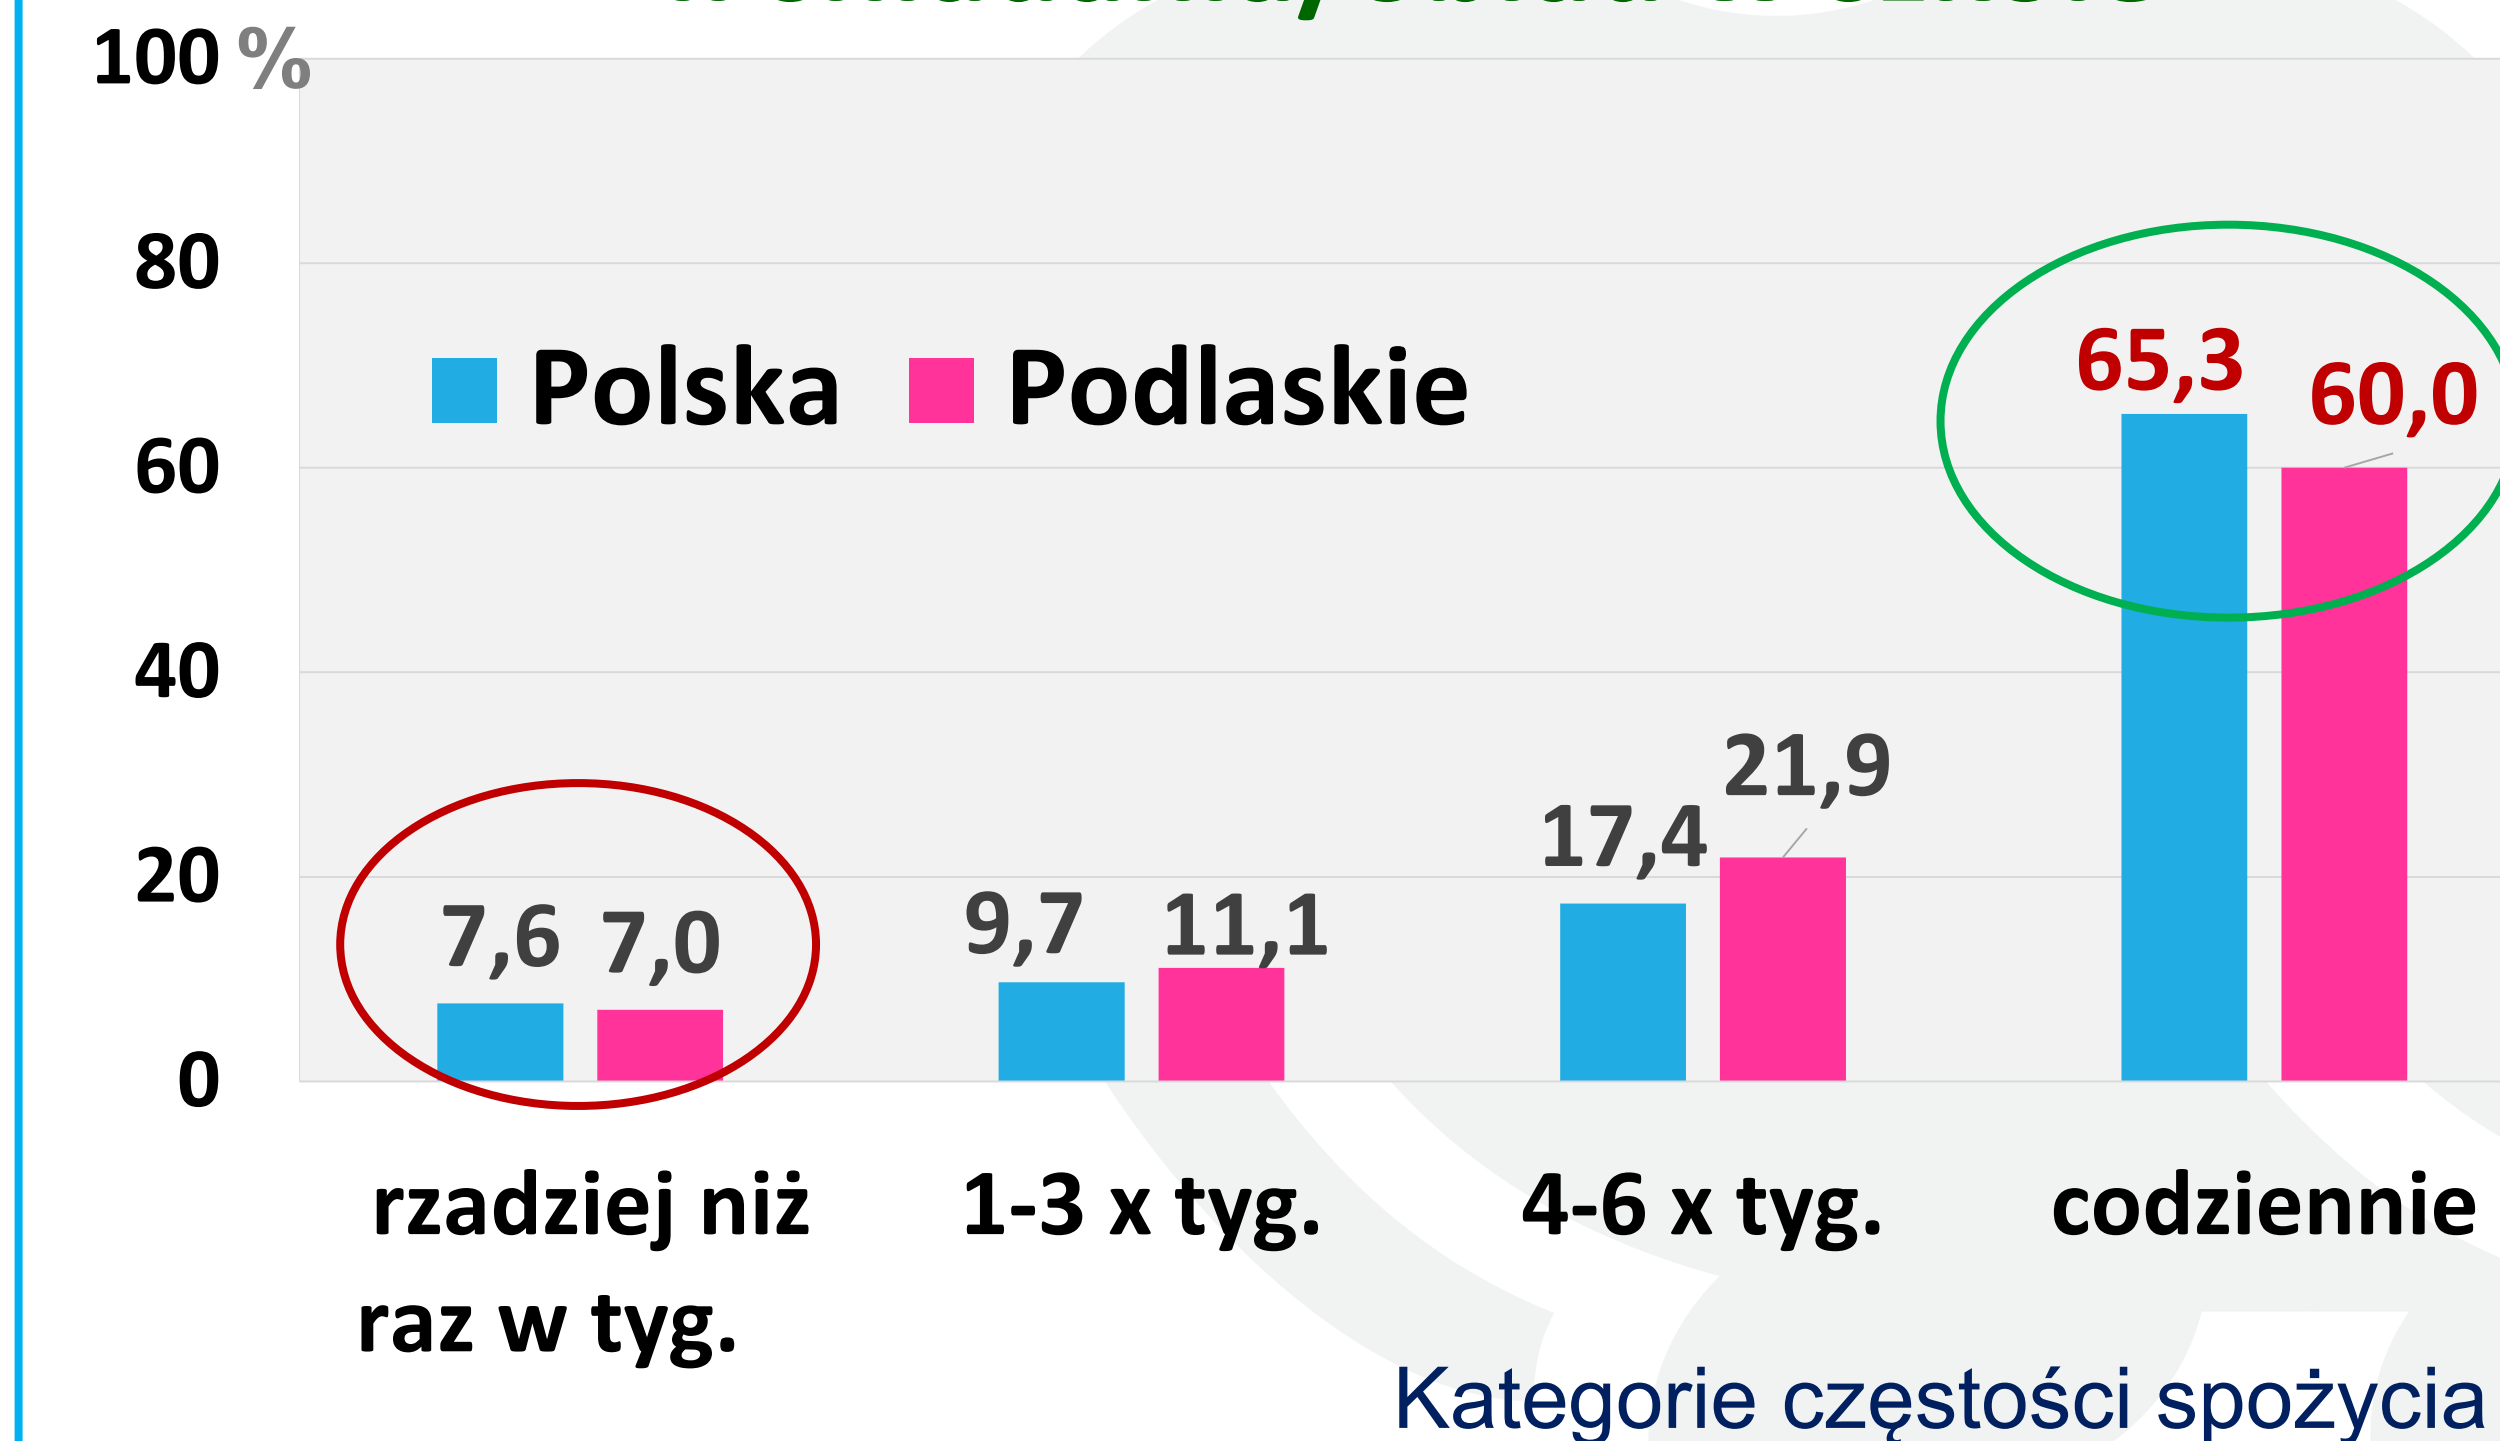 100 %
80
Polska Podlaskie
65,3
60,0
60
40
21,9
17,4
20
7,6 7,0
9,7 11,1
0
rzadziej niż
raz w tyg.
1-3 x tyg.
4-6 x tyg.
codziennie
Kategorie częstości spożycia